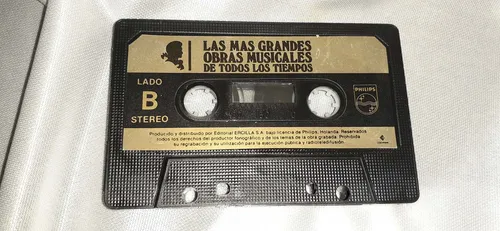 LAS MAS GRANDES
OBRAS MUSICALES
DE TODOS LOS TIEMPOS
LADO
B
STEREO
PHILIPS
Producido y distribuido por Editorial ERCILLA S.A. bajo licencia de Philips, Holanda. Reservados
todos los derechos del productor fonográfico y de los temas de la obra grabada. Prohibida
su regrabación y su utilización para la ejecución pública y radioteledifusión.